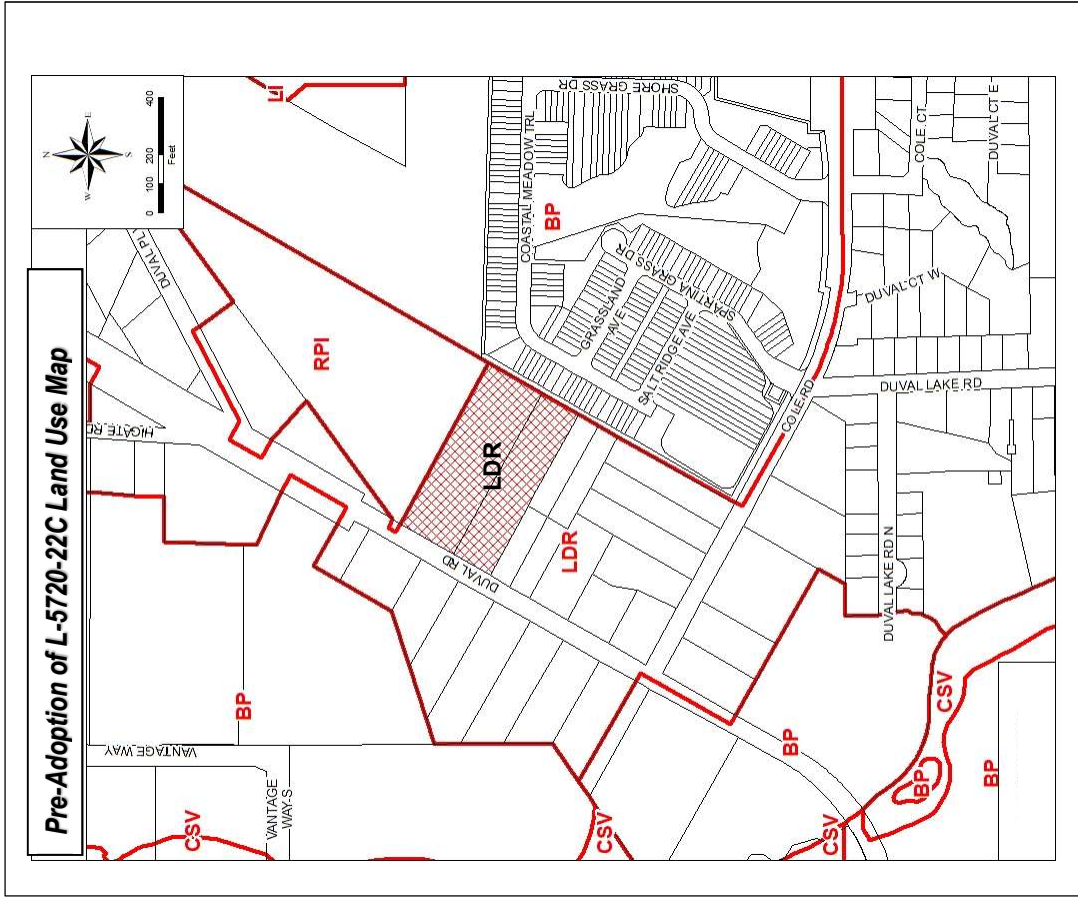 Pre-Adoption of L-5720-22C Land Use Map
N
W
E
S
0 100 200 400
Feet
LI
DUVAL PL
HIGATE RD
RPI
COASTAL MEADOW TRL
SHORE GRASS DR
BP
GRASSLAND
AVE
SPARTINA GRASS DR
SALT RIDGE AVE
COLE RD
COLE CT
DUVAL CT E
DUVAL CT W
DUVAL LAKE RD
DUVAL LAKE RD N
LDR
LDR
DUVAL RD
BP
VANTAGE WAY
VANTAGE
WAY S
CSV
CSV
BP
CSV
CSV
BP
BP